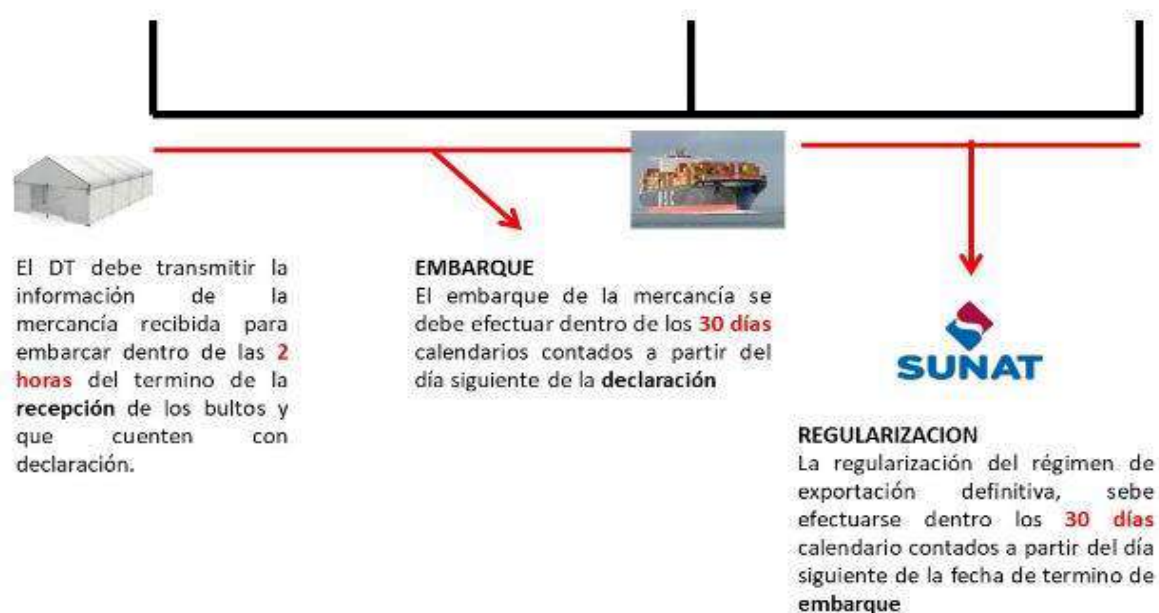 El DT debe transmitir la
información de la
mercancía recibida para
embarcar dentro de las 2
horas del termino de la
recepción de los bultos y
que cuenten con
declaración.
EMBARQUE
El embarque de la mercancía se
debe efectuar dentro de los 30 días
calendarios contados a partir del
día siguiente de la declaración
SUNAT
REGULARIZACION
La regularización del régimen de
exportación definitiva, sebe
efectuarse dentro los 30 días
calendario contados a partir del día
siguiente de la fecha de termino de
embarque